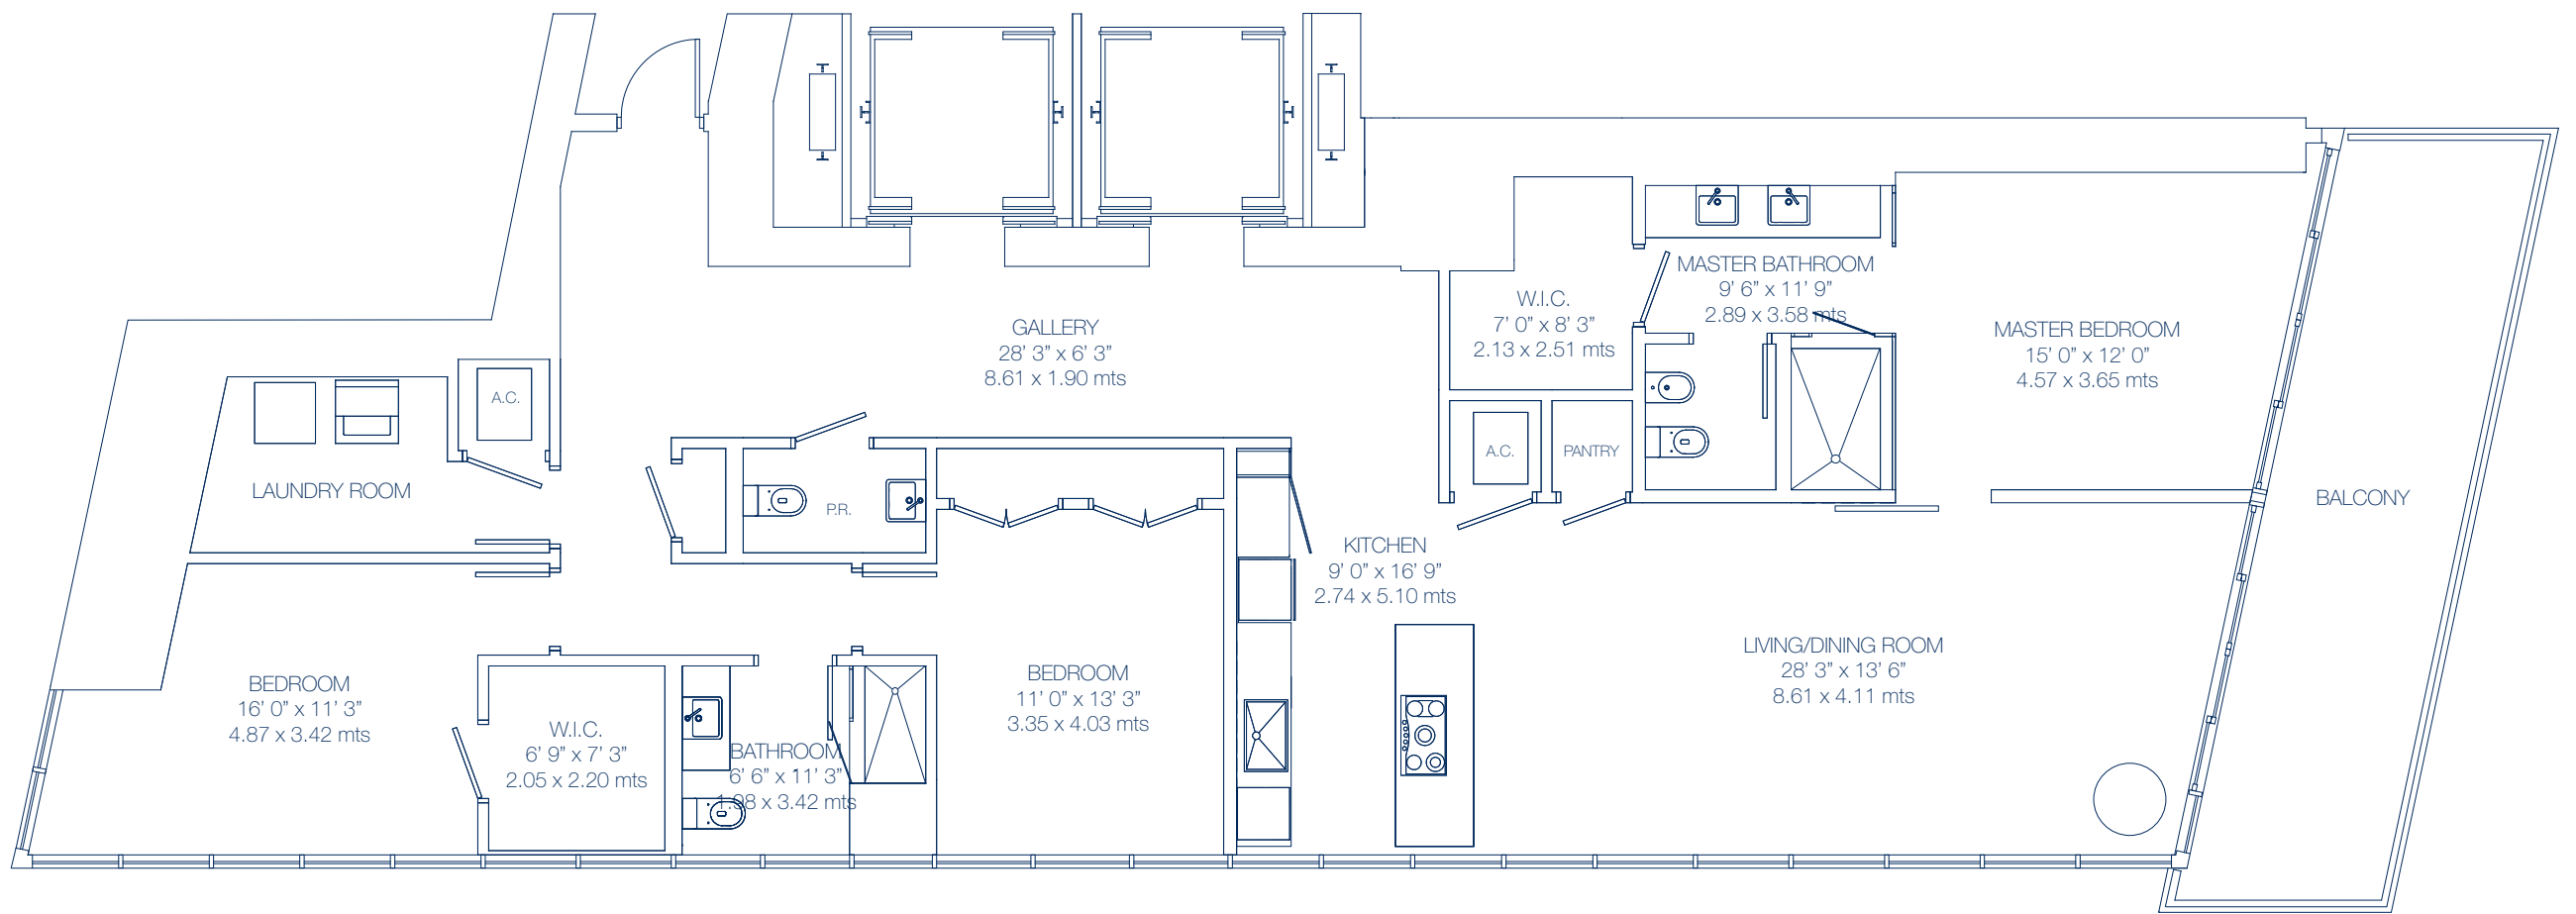 MASTER BATHROOM
9' 6" x 11' 9"
2.89 x 3.58 mts
W.I.C.
7' 0" x 8' 3"
2.13 x 2.51 mts
GALLERY
28' 3" x 6' 3"
8.61 x 1.90 mts
MASTER BEDROOM
15' 0" x 12' 0"
4.57 x 3.65 mts
A.C.
A.C.
PANTRY
LAUNDRY ROOM
P.R.
BALCONY
KITCHEN
9' 0" x 16' 9"
2.74 x 5.10 mts
LIVING/DINING ROOM
28' 3" x 13' 6"
8.61 x 4.11 mts
BEDROOM
16' 0" x 11' 3"
4.87 x 3.42 mts
W.I.C.
6' 9" x 7' 3"
2.05 x 2.20 mts
BATHROOM
6' 6" x 11' 3"
1.98 x 3.42 mts
BEDROOM
11' 0" x 13' 3"
3.35 x 4.03 mts